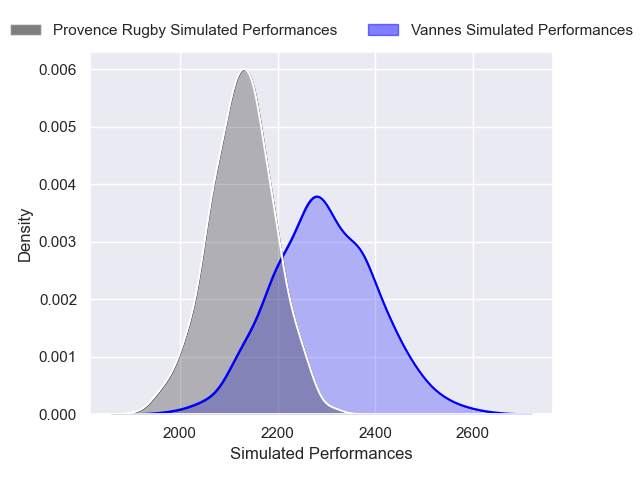 Provence Rugby Simulated Performances Vannes Simulated Performances
0.006
0.005
0.004
0.003
0.002
0.001
0.000
Density
2000 2200 2400 2600
Simulated Performances